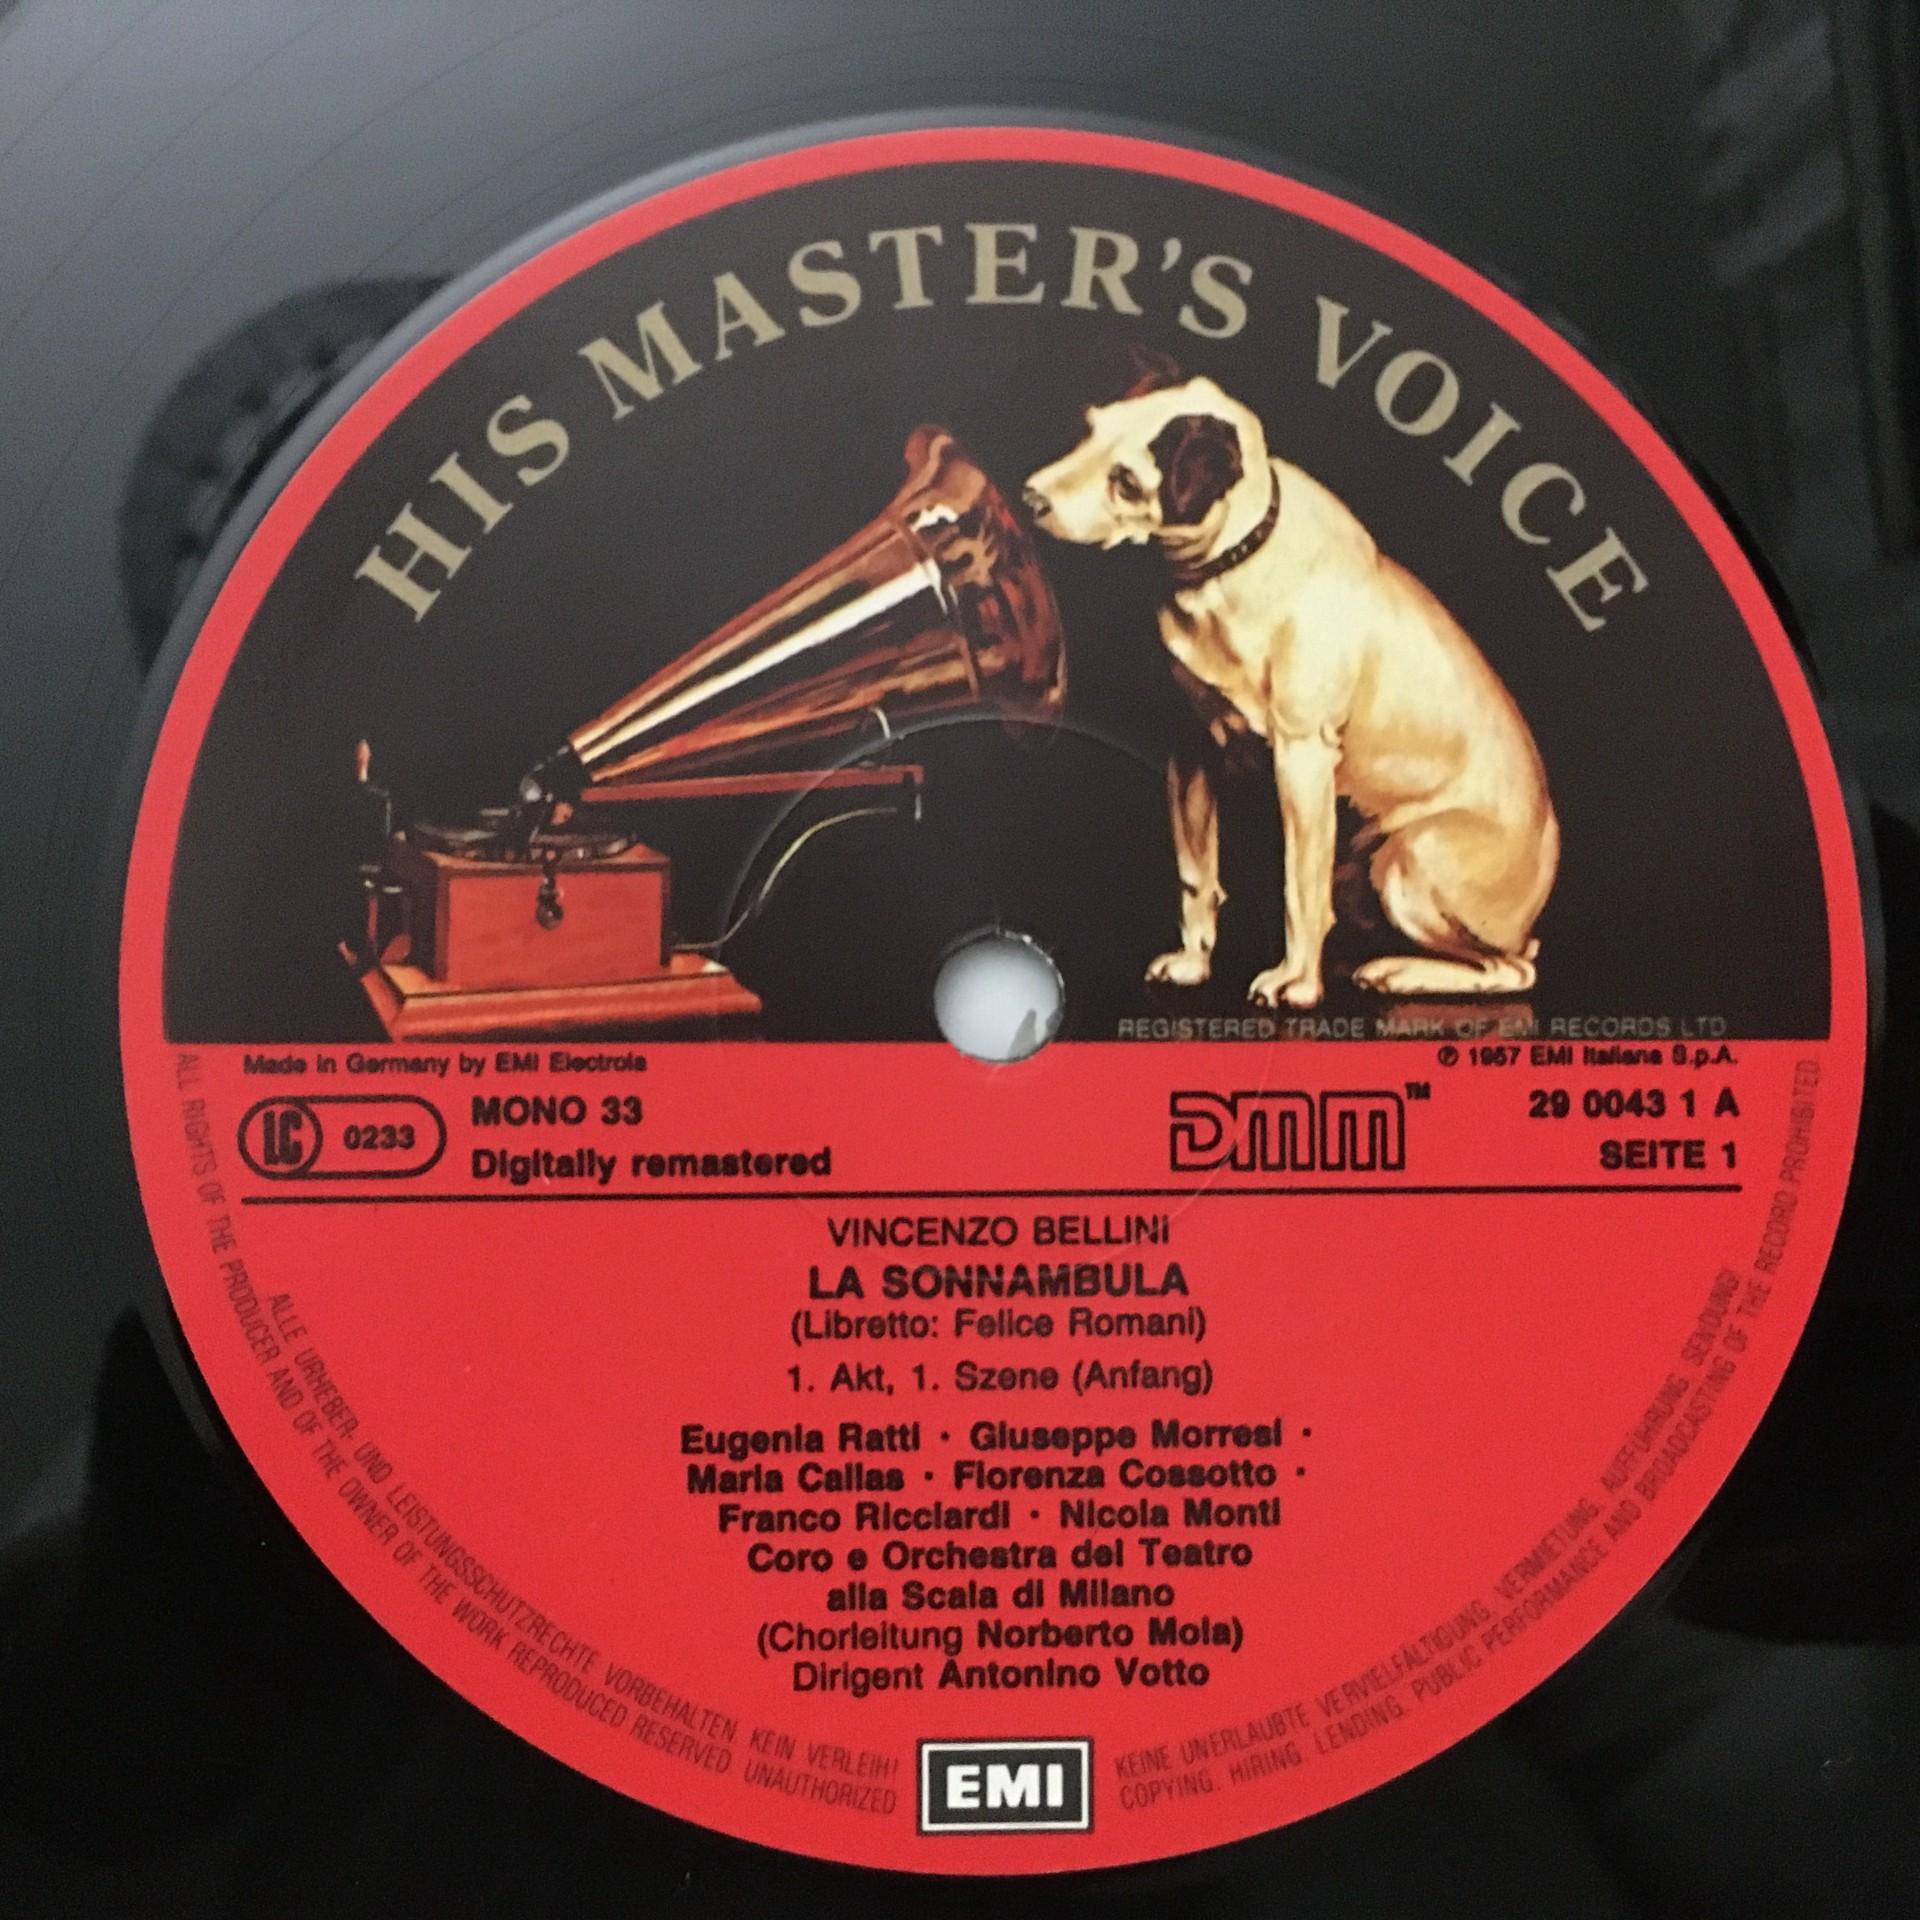 HIS MASTER'S VOICE
REGISTERED TRADE MARK OF EMI RECORDS LTD
Made in Germany by EMI Electrola
℗ 1957 EMI Italiana S.p.A.
LC 0233
MONO 33
Digitally remastered
DMM™
29 0043 1 A
SEITE 1
VINCENZO BELLINI
LA SONNAMBULA
(Libretto: Felice Romani)
1. Akt, 1. Szene (Anfang)
Eugenia Ratti · Giuseppe Morresi ·
Maria Callas · Fiorenza Cossotto ·
Franco Ricciardi · Nicola Monti
Coro e Orchestra del Teatro
alla Scala di Milano
(Chorleitung Norberto Mola)
Dirigent Antonino Votto
EMI
ALLE URHEBER- UND LEISTUNGSSCHUTZRECHTE VORBEHALTEN. KEIN VERLEIH! KEINE UNERLAUBTE VERVIELFÄLTIGUNG, VERMIETUNG, AUFFÜHRUNG, SENDUNG!
ALL RIGHTS OF THE PRODUCER AND OF THE OWNER OF THE WORK REPRODUCED RESERVED. UNAUTHORIZED COPYING, HIRING, LENDING, PUBLIC PERFORMANCE AND BROADCASTING OF THE RECORD PROHIBITED.